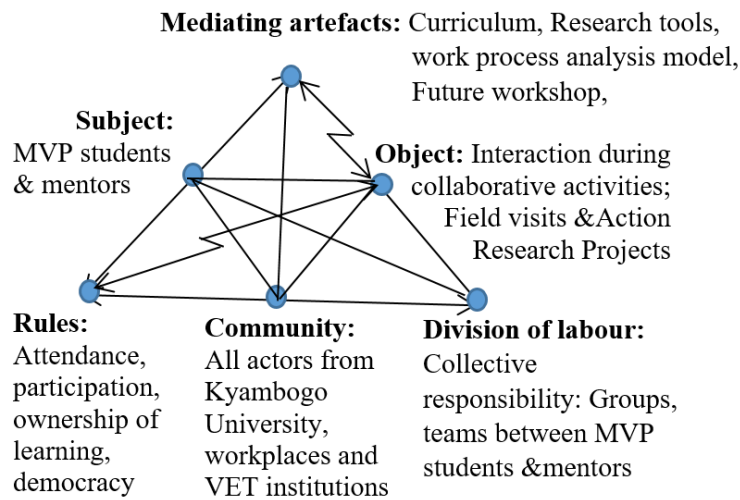 Mediating artefacts: Curriculum, Research tools,
work process analysis model,
Future workshop,
Subject:
MVP students
& mentors
Object: Interaction during
collaborative activities;
Field visits &Action
Research Projects
Rules:
Attendance,
participation,
ownership of
learning,
democracy
Community:
All actors from
Kyambogo
University,
workplaces and
VET institutions
Division of labour:
Collective
responsibility: Groups,
teams between MVP
students &mentors